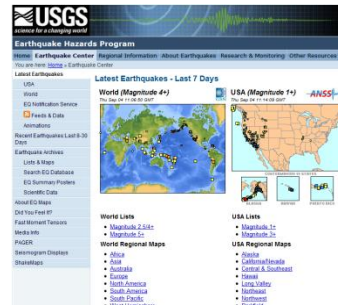 USGS
science for a changing world
Earthquake Hazards Program
Home Earthquake Center Regional Information About Earthquakes Research & Monitoring Other Resources
You are here: Home » Earthquake Center
Latest Earthquakes
USA
World
EQ Notification Service
Feeds & Data
Animations
Recent Earthquakes Last 8-30 Days
Earthquake Archives
Lists & Maps
Search EQ Database
EQ Summary Posters
Scientific Data
About EQ Maps
Did You Feel It?
Fast Moment Tensors
Media Info
PAGER
Seismogram Displays
ShakeMaps
Latest Earthquakes - Last 7 Days
World (Magnitude 4+)
USA (Magnitude 1+)
ANSS
World Lists
Magnitude 2.5/4+
Magnitude 5+
World Regional Maps
Africa
Asia
Australia
Europe
North America
South America
South Pacific
USA Lists
Magnitude 1+
Magnitude 3+
USA Regional Maps
Alaska
California/Nevada
Central & Southeast
Hawaii
Long Valley
Northeast
Northwest